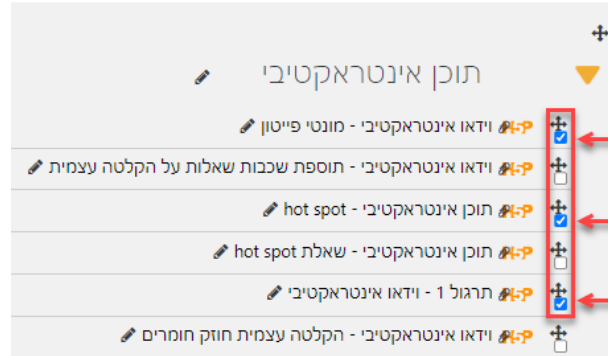 תוכן אינטראקטיבי
וידאו אינטראקטיבי - מונטי פייטון
וידאו אינטראקטיבי - תוספת שכבות שאלות על הקלטה עצמית
תוכן אינטראקטיבי - hot spot
תוכן אינטראקטיבי - שאלת hot spot
תרגול 1 - וידאו אינטראקטיבי
וידאו אינטראקטיבי - הקלטה עצמית חוזק חומרים